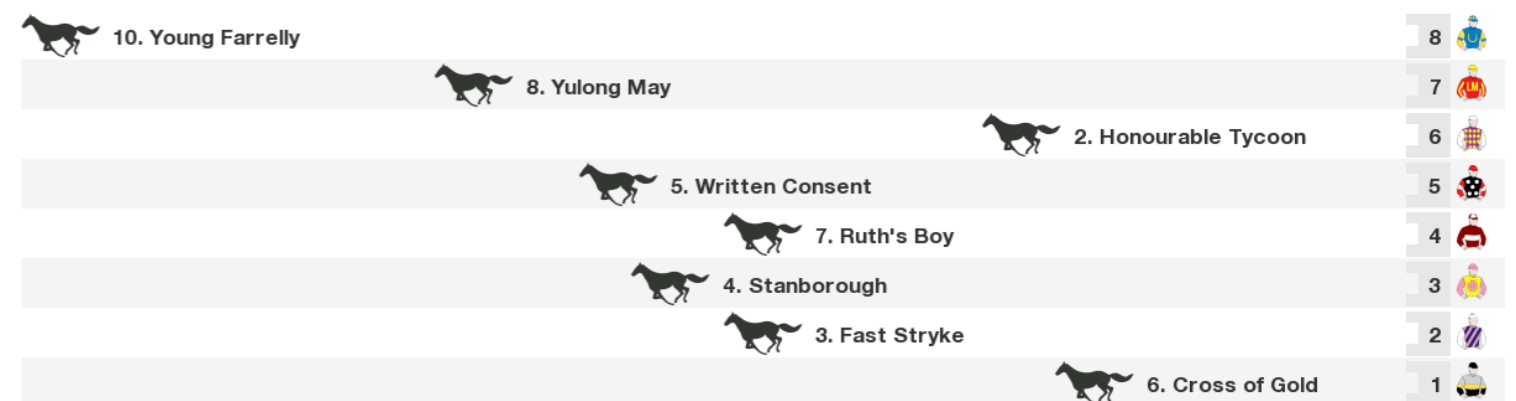 10. Young Farrelly 8
8. Yulong May 7 LM
2. Honourable Tycoon 6
5. Written Consent 5
7. Ruth's Boy 4
4. Stanborough 3
3. Fast Stryke 2
6. Cross of Gold 1